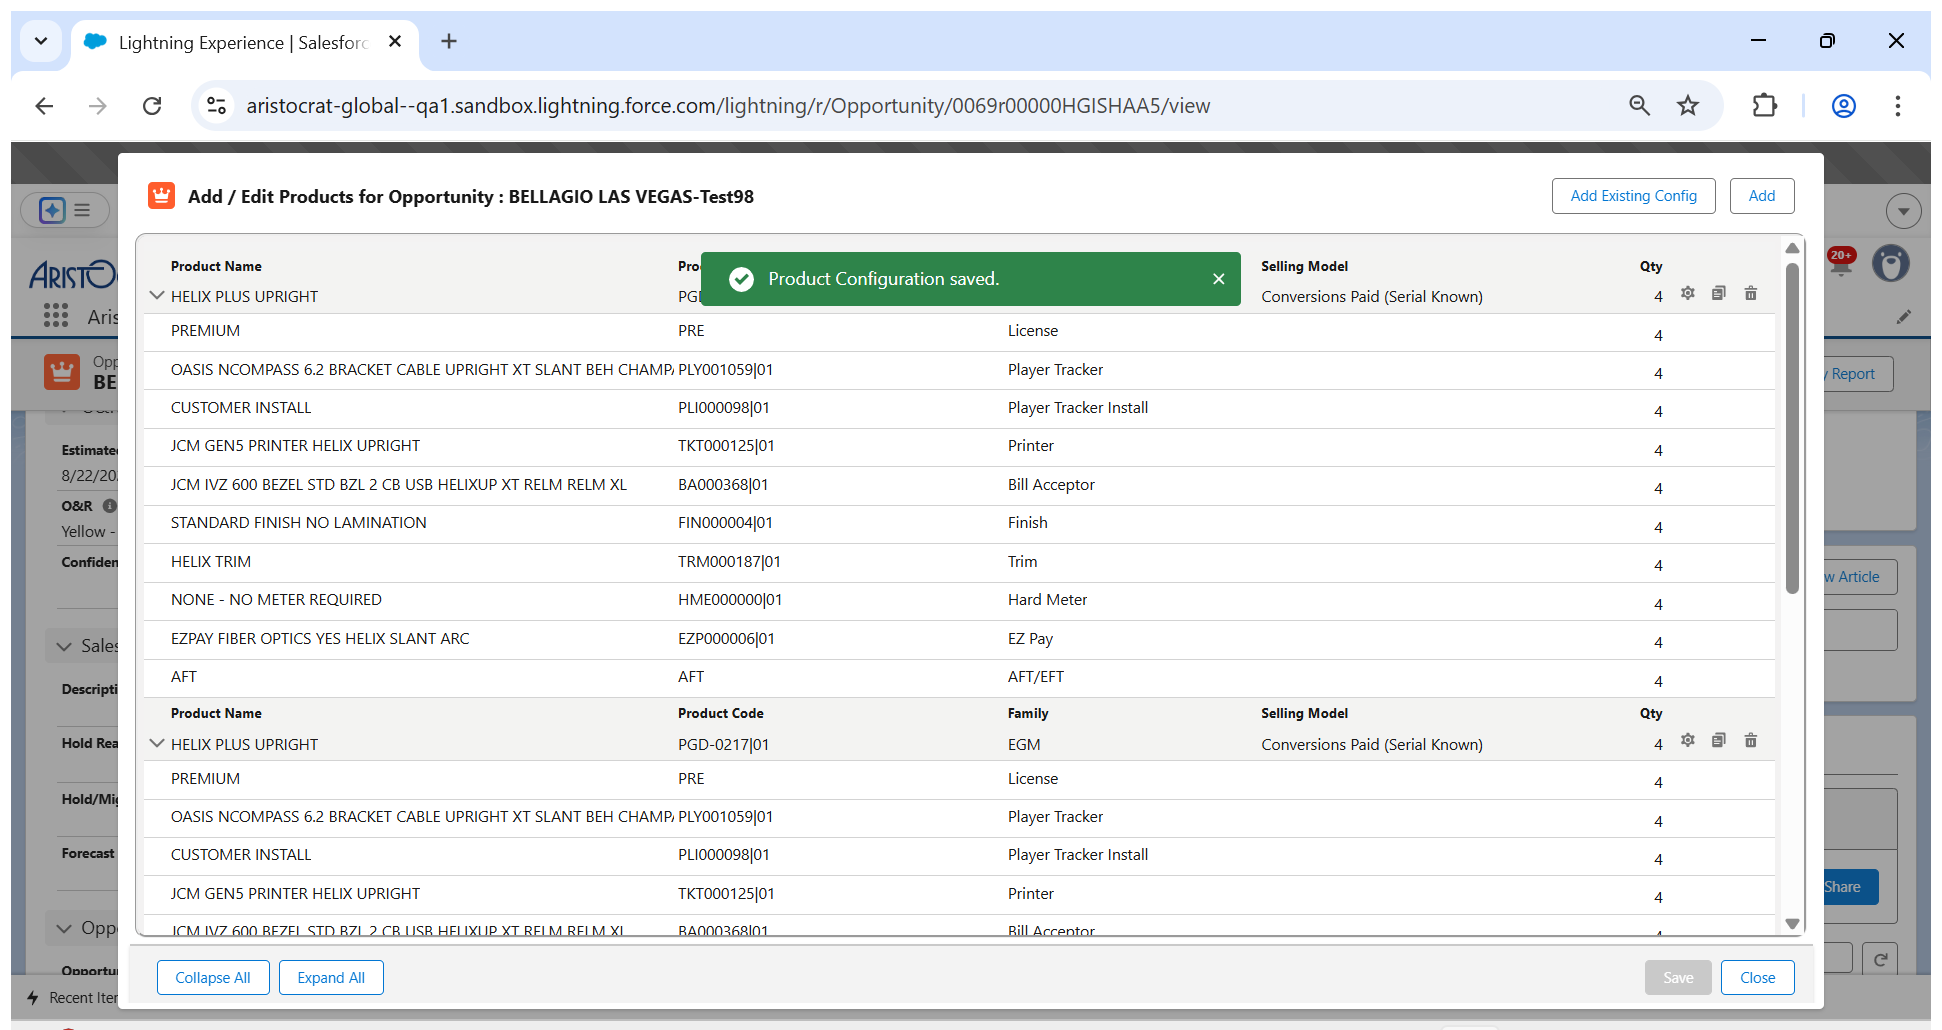 Lightning Experience | Salesforc
aristocrat-global--qa1.sandbox.lightning.force.com/lightning/r/Opportunity/0069r00000HGISHAA5/view
Add / Edit Products for Opportunity : BELLAGIO LAS VEGAS-Test98
Add Existing Config
Add
Product Name
Selling Model
Qty
Product Configuration saved.
HELIX PLUS UPRIGHT
Conversions Paid (Serial Known)
4
PREMIUM PRE License 4
OASIS NCOMPASS 6.2 BRACKET CABLE UPRIGHT XT SLANT BEH CHAMPA PLY001059|01 Player Tracker 4
CUSTOMER INSTALL PLI000098|01 Player Tracker Install 4
JCM GEN5 PRINTER HELIX UPRIGHT TKT000125|01 Printer 4
JCM IVZ 600 BEZEL STD BZL 2 CB USB HELIXUP XT RELM RELM XL BA000368|01 Bill Acceptor 4
STANDARD FINISH NO LAMINATION FIN000004|01 Finish 4
HELIX TRIM TRM000187|01 Trim 4
NONE - NO METER REQUIRED HME000000|01 Hard Meter 4
EZPAY FIBER OPTICS YES HELIX SLANT ARC EZP000006|01 EZ Pay 4
AFT AFT AFT/EFT 4
Product Name Product Code Family Selling Model Qty
HELIX PLUS UPRIGHT PGD-0217|01 EGM Conversions Paid (Serial Known) 4
PREMIUM PRE License 4
OASIS NCOMPASS 6.2 BRACKET CABLE UPRIGHT XT SLANT BEH CHAMPA PLY001059|01 Player Tracker 4
CUSTOMER INSTALL PLI000098|01 Player Tracker Install 4
JCM GEN5 PRINTER HELIX UPRIGHT TKT000125|01 Printer 4
JCM IVZ 600 BEZEL STD BZL 2 CB USB HELIXUP XT RELM RELM XL BA000368|01 Bill Acceptor 4
Collapse All
Expand All
Save
Close
ARISTO
Aris
Opp
BE
Estimated
8/22/20
O&R
Yellow -
Confiden
Sales
Descripti
Hold Rea
Hold/Mig
Forecast
Oppo
Opportu
Recent Iter
20+
Report
w Article
Share